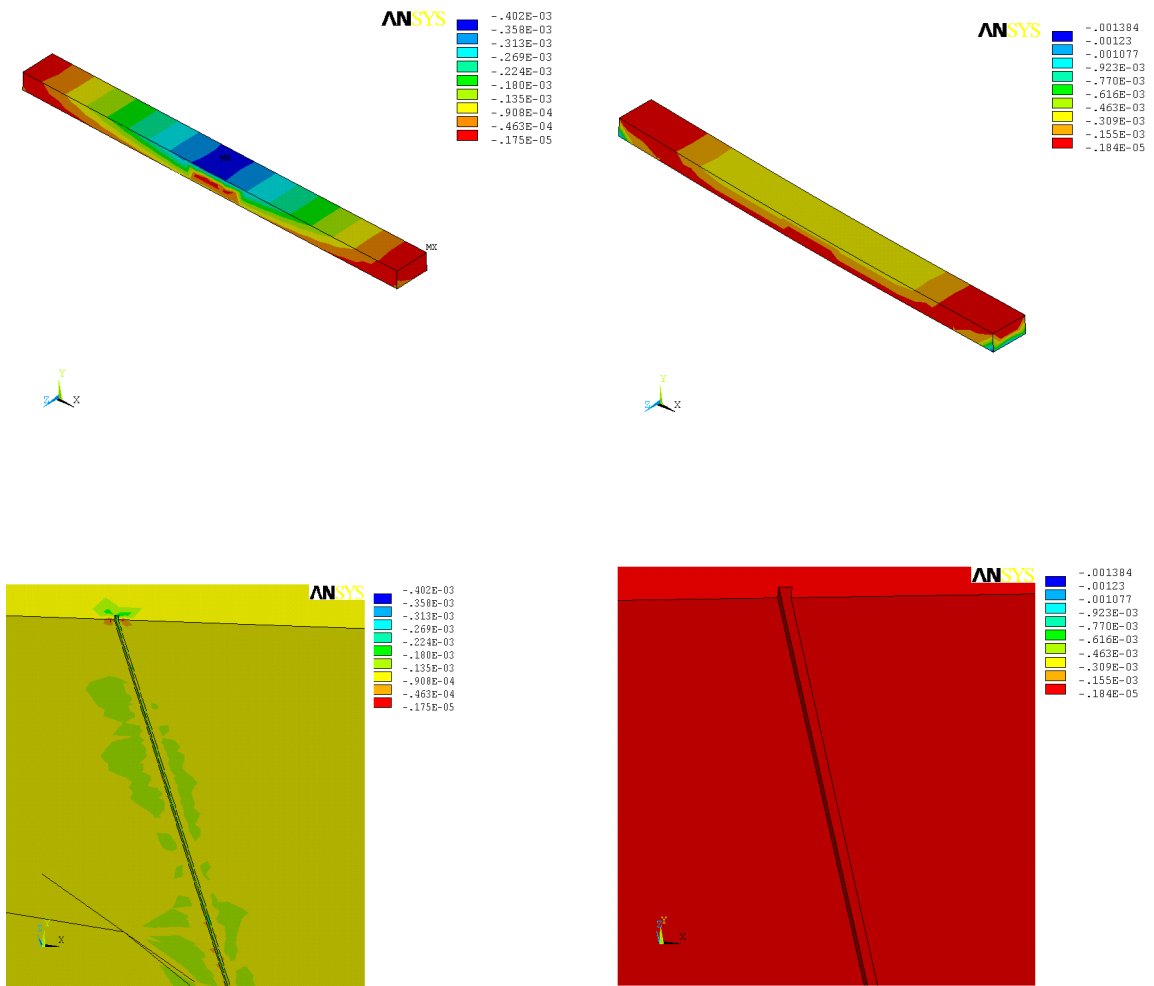 ANSYS
-.402E-03
-.358E-03
-.313E-03
-.269E-03
-.224E-03
-.180E-03
-.135E-03
-.908E-04
-.463E-04
-.175E-05
MX
Y
Z X
ANSYS
-.001384
-.00123
-.001077
-.923E-03
-.770E-03
-.616E-03
-.463E-03
-.309E-03
-.155E-03
-.184E-05
Y
Z X
ANSYS
-.402E-03
-.358E-03
-.313E-03
-.269E-03
-.224E-03
-.180E-03
-.135E-03
-.908E-04
-.463E-04
-.175E-05
Y
Z X
ANSYS
-.001384
-.00123
-.001077
-.923E-03
-.770E-03
-.616E-03
-.463E-03
-.309E-03
-.155E-03
-.184E-05
Y
X